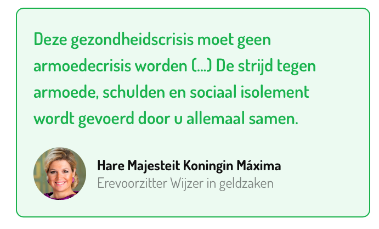 Deze gezondheidscrisis moet geen
armoedecrisis worden (...) De strijd tegen
armoede, schulden en sociaal isolement
wordt gevoerd door u allemaal samen.
Hare Majesteit Koningin Máxima
Erevoorzitter Wijzer in geldzaken